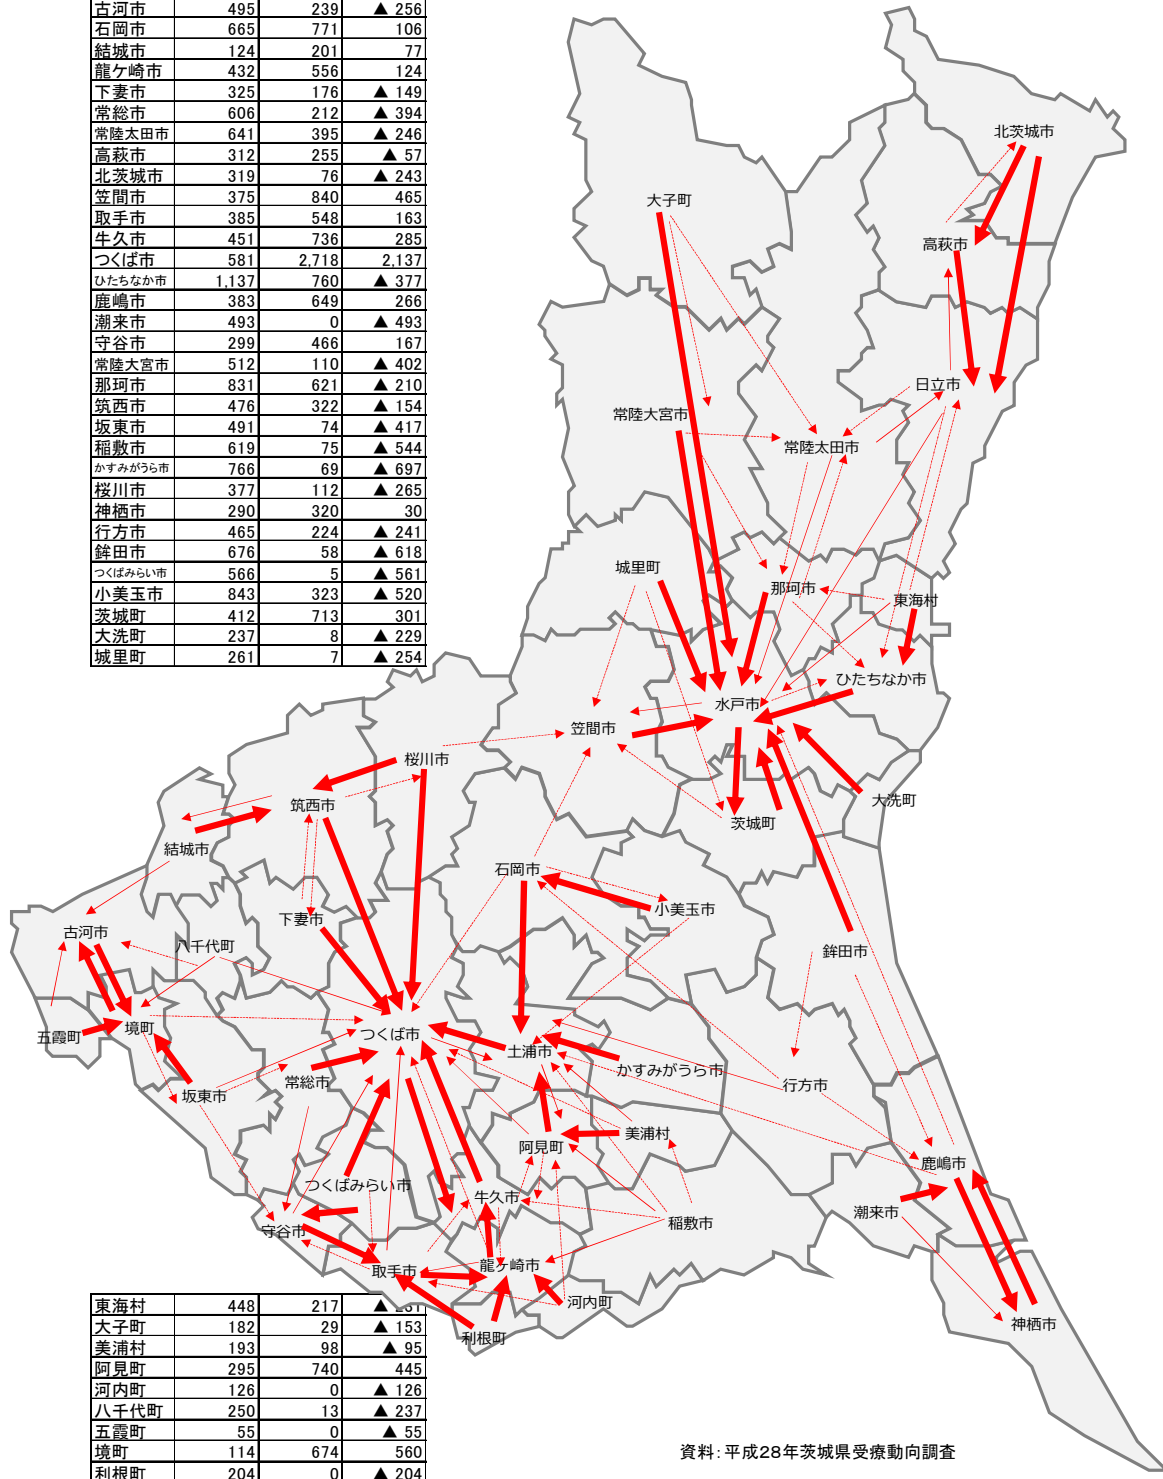 古河市 495 239 ▲ 256
石岡市 665 771 106
結城市 124 201 77
龍ケ崎市 432 556 124
下妻市 325 176 ▲ 149
常総市 606 212 ▲ 394
常陸太田市 641 395 ▲ 246
高萩市 312 255 ▲ 57
北茨城市 319 76 ▲ 243
笠間市 375 840 465
取手市 385 548 163
牛久市 451 736 285
つくば市 581 2,718 2,137
ひたちなか市 1,137 760 ▲ 377
鹿嶋市 383 649 266
潮来市 493 0 ▲ 493
守谷市 299 466 167
常陸大宮市 512 110 ▲ 402
那珂市 831 621 ▲ 210
筑西市 476 322 ▲ 154
坂東市 491 74 ▲ 417
稲敷市 619 75 ▲ 544
かすみがうら市 766 69 ▲ 697
桜川市 377 112 ▲ 265
神栖市 290 320 30
行方市 465 224 ▲ 241
鉾田市 676 58 ▲ 618
つくばみらい市 566 5 ▲ 561
小美玉市 843 323 ▲ 520
茨城町 412 713 301
大洗町 237 8 ▲ 229
城里町 261 7 ▲ 254
北茨城市
大子町
高萩市
日立市
常陸大宮市
常陸太田市
城里町
那珂市
東海村
ひたちなか市
水戸市
笠間市
桜川市
大洗町
筑西市
茨城町
結城市
石岡市
小美玉市
下妻市
古河市
八千代町
鉾田市
境町
五霞町
つくば市
土浦市
かすみがうら市
常総市
行方市
坂東市
美浦村
阿見町
鹿嶋市
つくばみらい市
牛久市
潮来市
稲敷市
守谷市
龍ヶ崎市
取手市
河内町
神栖市
利根町
東海村 448 217 ▲
大子町 182 29 ▲ 153
美浦村 193 98 ▲ 95
阿見町 295 740 445
河内町 126 0 ▲ 126
八千代町 250 13 ▲ 237
五霞町 55 0 ▲ 55
境町 114 674 560
利根町 204 0 ▲ 204
資料：平成28年茨城県受療動向調査